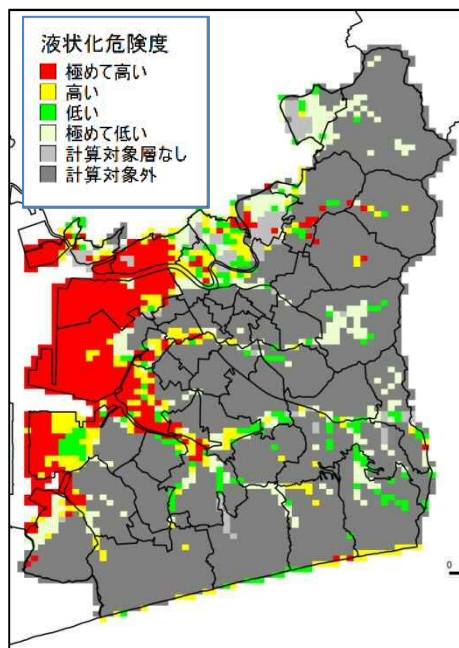 液状化危険度
極めて高い
高い
低い
極めて低い
計算対象層なし
計算対象外
0